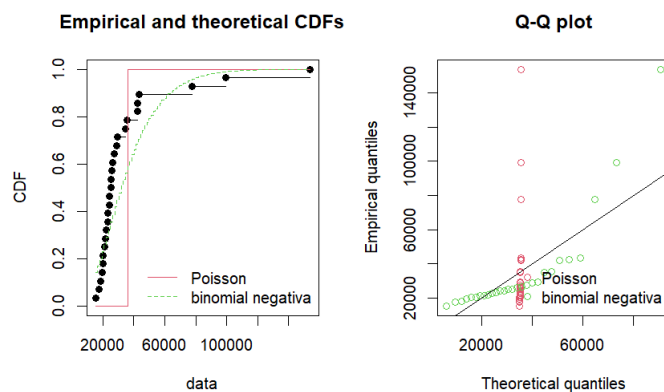 Empirical and theoretical CDFs
CDF
0.0 0.2 0.4 0.6 0.8 1.0
Poisson
binomial negativa
20000 60000 100000
data
Q-Q plot
Empirical quantiles
20000 60000 100000 140000
Poisson
binomial negativa
20000 60000
Theoretical quantiles